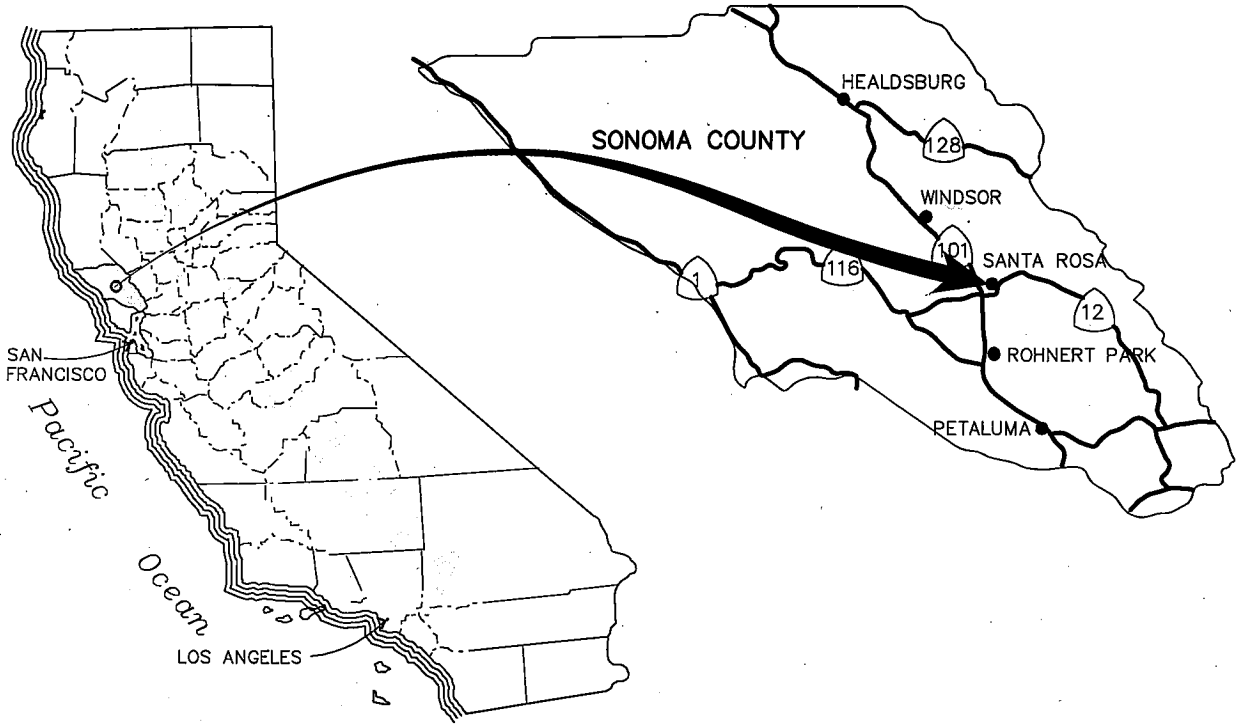 HEALDSBURG
SONOMA COUNTY
128
WINDSOR
101
SANTA ROSA
116
1
12
SAN
FRANCISCO
ROHNERT PARK
PETALUMA
Pacific
Ocean
LOS ANGELES